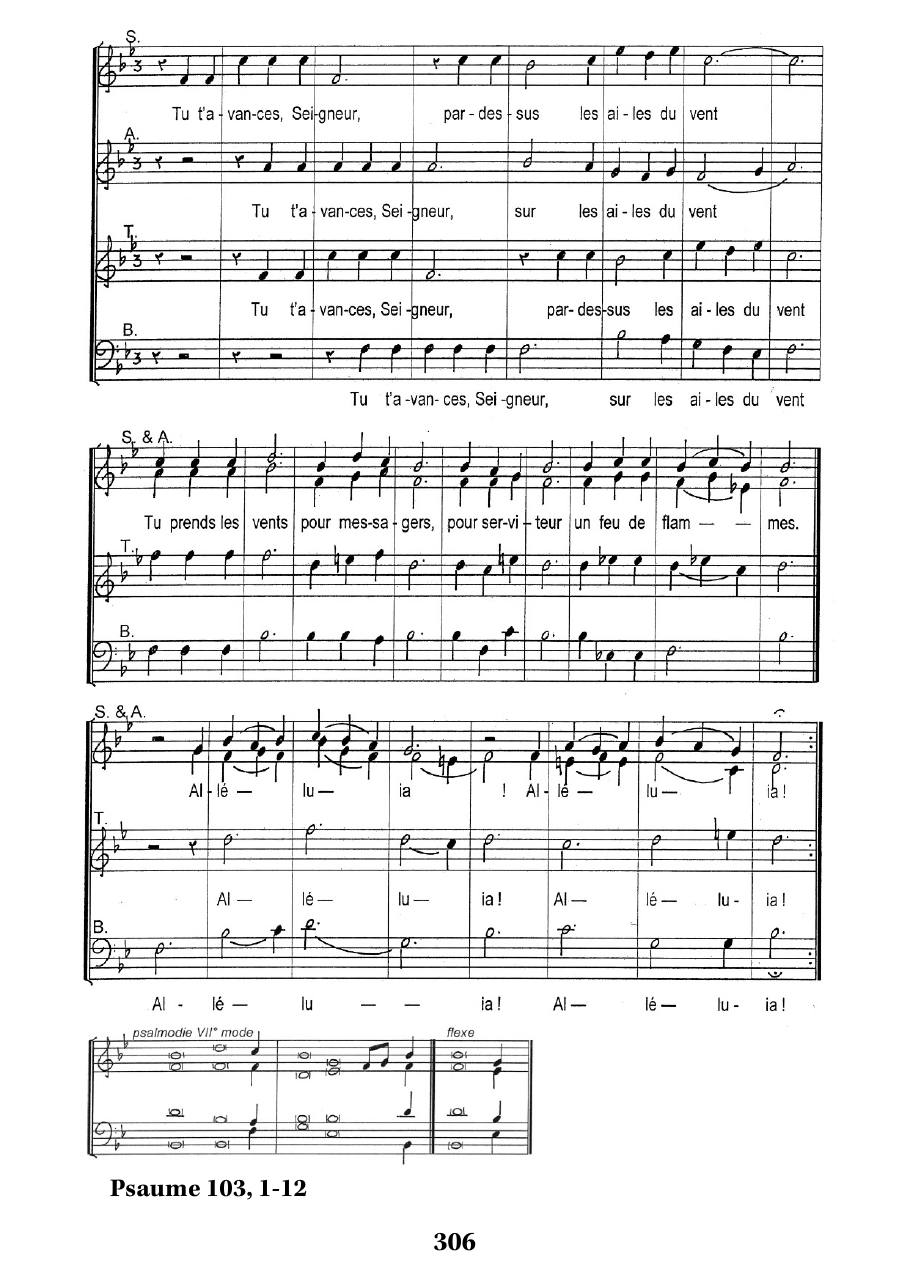 S.
Tu t'a - van-ces, Sei-gneur, par - des - sus les ai - les du vent
A.
Tu t'a - van-ces, Sei -gneur, sur les ai - les du vent
T.
Tu t'a - van-ces, Sei -gneur, par- des-sus les ai - les du vent
B.
Tu t'a -van- ces, Sei -gneur, sur les ai - les du vent
S. & A.
Tu prends les vents pour mes-sa - gers, pour ser-vi - teur un feu de flam — — mes.
T.
B.
S. & A.
Al - lé — lu — ia ! Al - lé — lu — ia !
T.
Al — lé — lu — ia ! Al — lé — lu - ia !
B.
Al - lé — lu — — ia ! Al — lé — lu - ia !
psalmodie VII° mode flexe
Psaume 103, 1-12
306